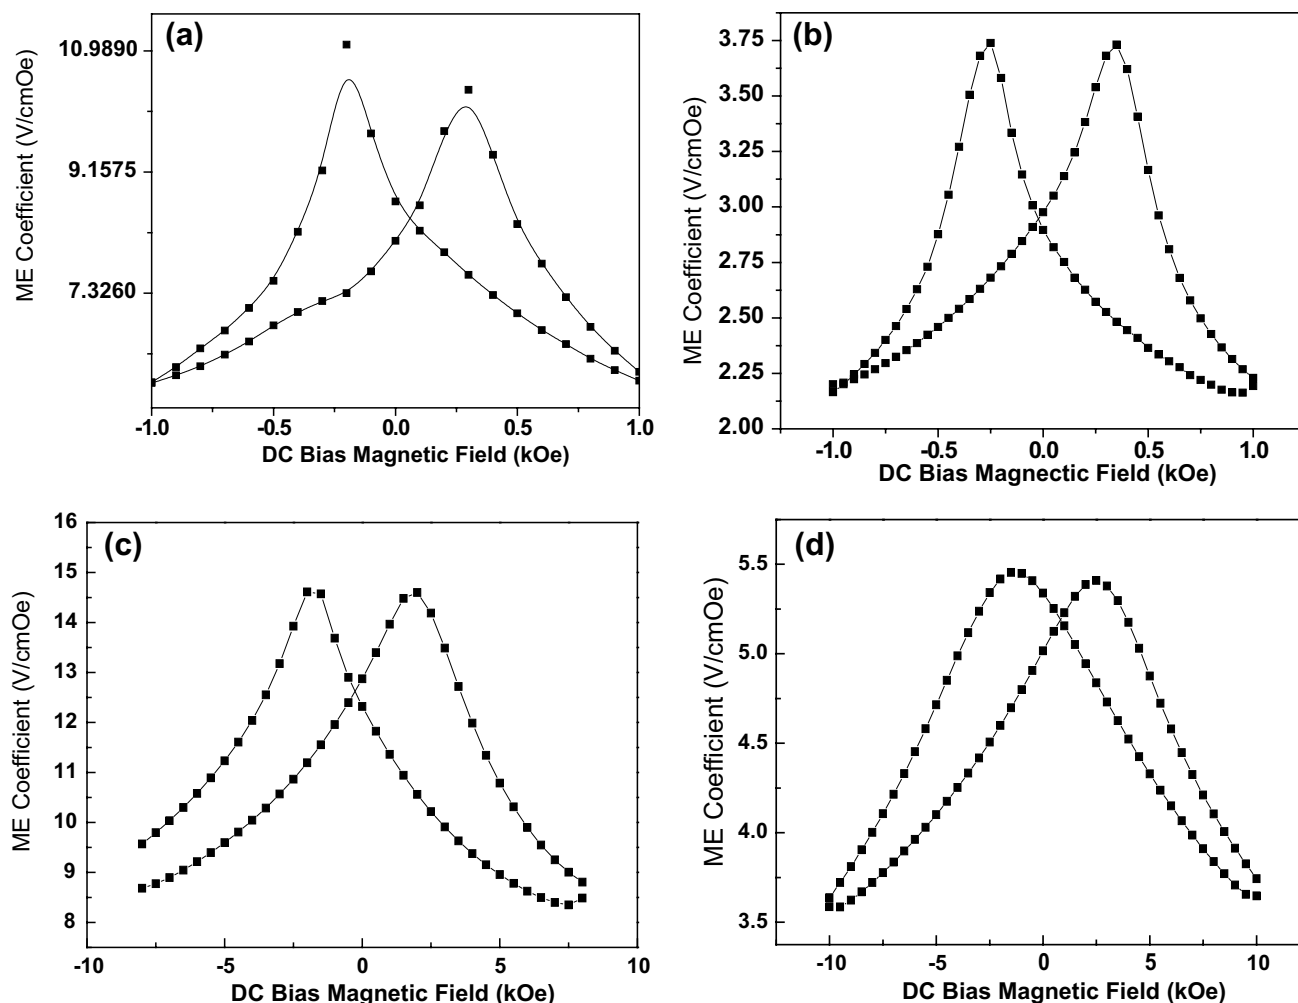 (a)
ME Coefficient (V/cmOe)
10.9890
9.1575
7.3260
-1.0 -0.5 0.0 0.5 1.0
DC Bias Magnetic Field (kOe)
(b)
ME Coefficient (V/cmOe)
3.75
3.50
3.25
3.00
2.75
2.50
2.25
2.00
-1.0 -0.5 0.0 0.5 1.0
DC Bias Magnectic Field (kOe)
(c)
ME Coefficient (V/cmOe)
16
15
14
13
12
11
10
9
8
-10 -5 0 5 10
DC Bias Magnetic Field (kOe)
(d)
ME Coefficient (V/cmOe)
5.5
5.0
4.5
4.0
3.5
-10 -5 0 5 10
DC Bias Magnetic Field (kOe)